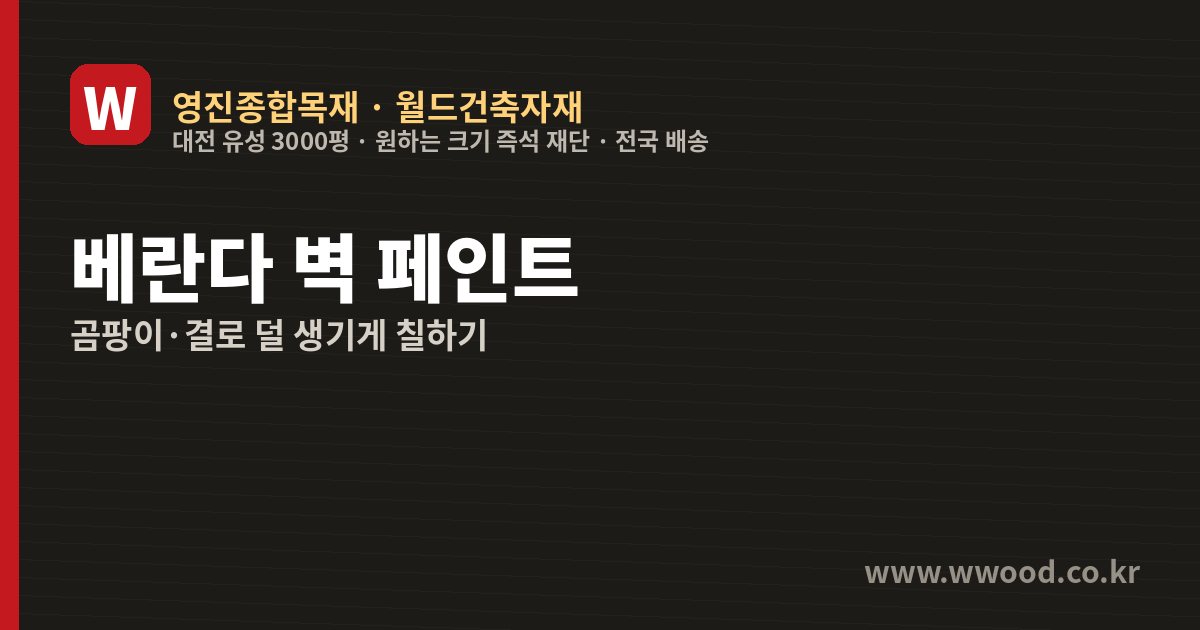 W
영진종합목재 · 월드건축자재
대전 유성 3000평 · 원하는 크기 즉석 재단 · 전국 배송
베란다 벽 페인트
곰팡이·결로 덜 생기게 칠하기
www.wwood.co.kr